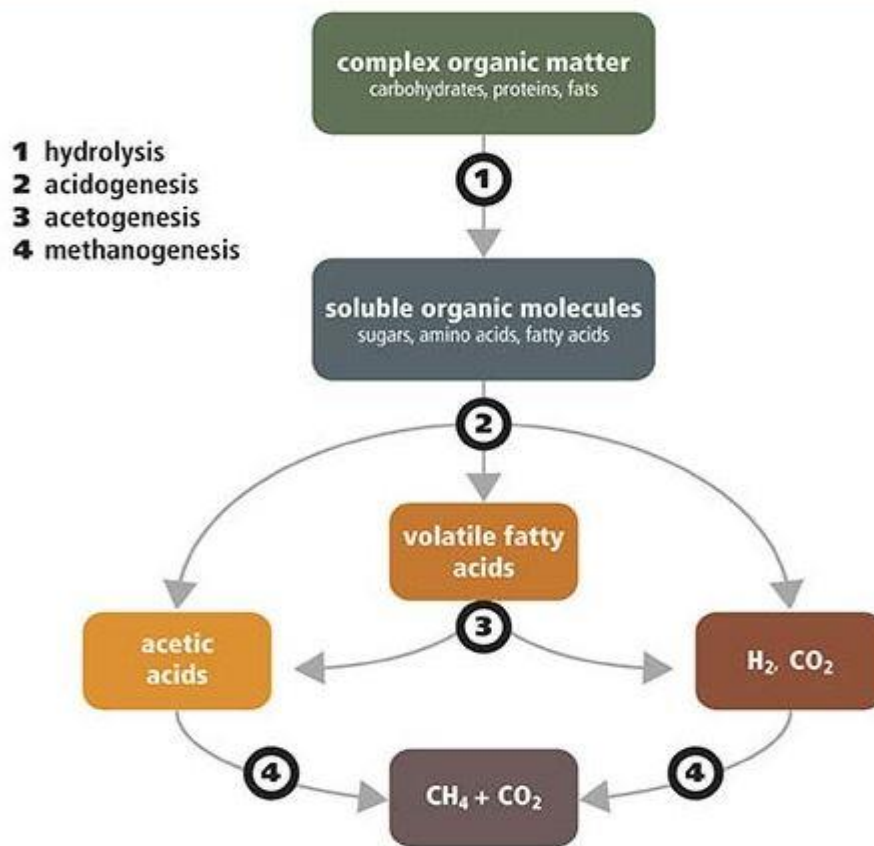 complex organic matter
carbohydrates, proteins, fats
1 hydrolysis
2 acidogenesis
3 acetogenesis
4 methanogenesis
1
soluble organic molecules
sugars, amino acids, fatty acids
2
volatile fatty
acids
3
acetic
acids
H₂, CO₂
4
4
CH₄ + CO₂